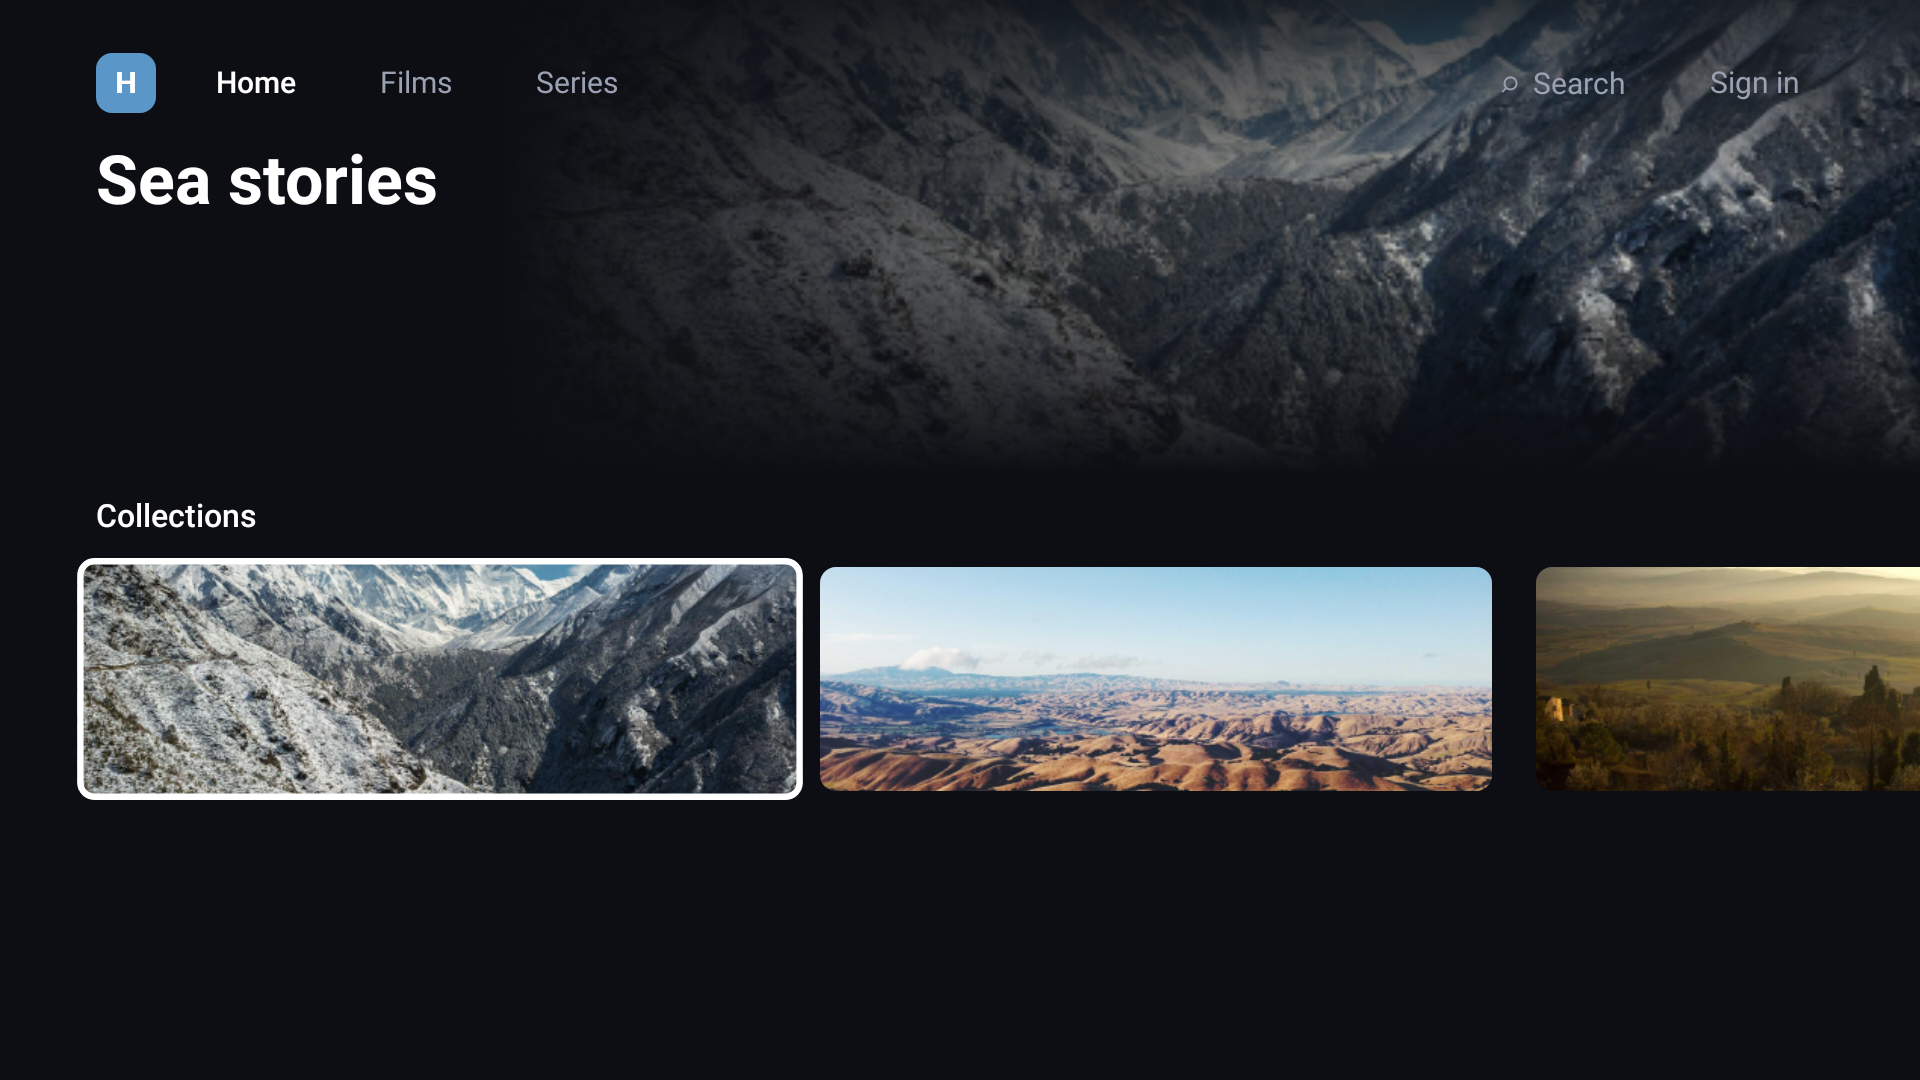 H
Home
Films
Series
Search
Sign in
Sea stories
Collections